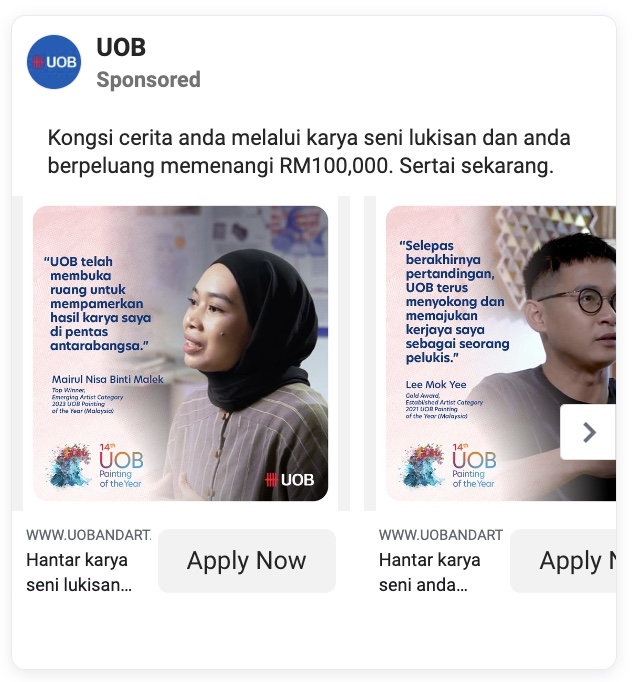 UOB
UOB
Sponsored
Kongsi cerita anda melalui karya seni lukisan dan anda
berpeluang memenangi RM100,000. Sertai sekarang.
“UOB telah
membuka
ruang untuk
mempamerkan
hasil karya saya
di pentas
antarabangsa.”
Mairul Nisa Binti Malek
Top Winner,
Emerging Artist Category
2023 UOB Painting
of the Year (Malaysia)
14th
UOB
Painting
of the Year
UOB
WWW.UOBANDART.
Hantar karya
seni lukisan...
Apply Now
“Selepas
berakhirnya
pertandingan,
UOB terus
menyokong dan
memajukan
kerjaya saya
sebagai seorang
pelukis.”
Lee Mok Yee
Gold Award,
Established Artist Category
2021 UOB Painting
of the Year (Malaysia)
14th
UOB
Painting
of the Year
WWW.UOBANDART
Hantar karya
seni anda...
Apply N